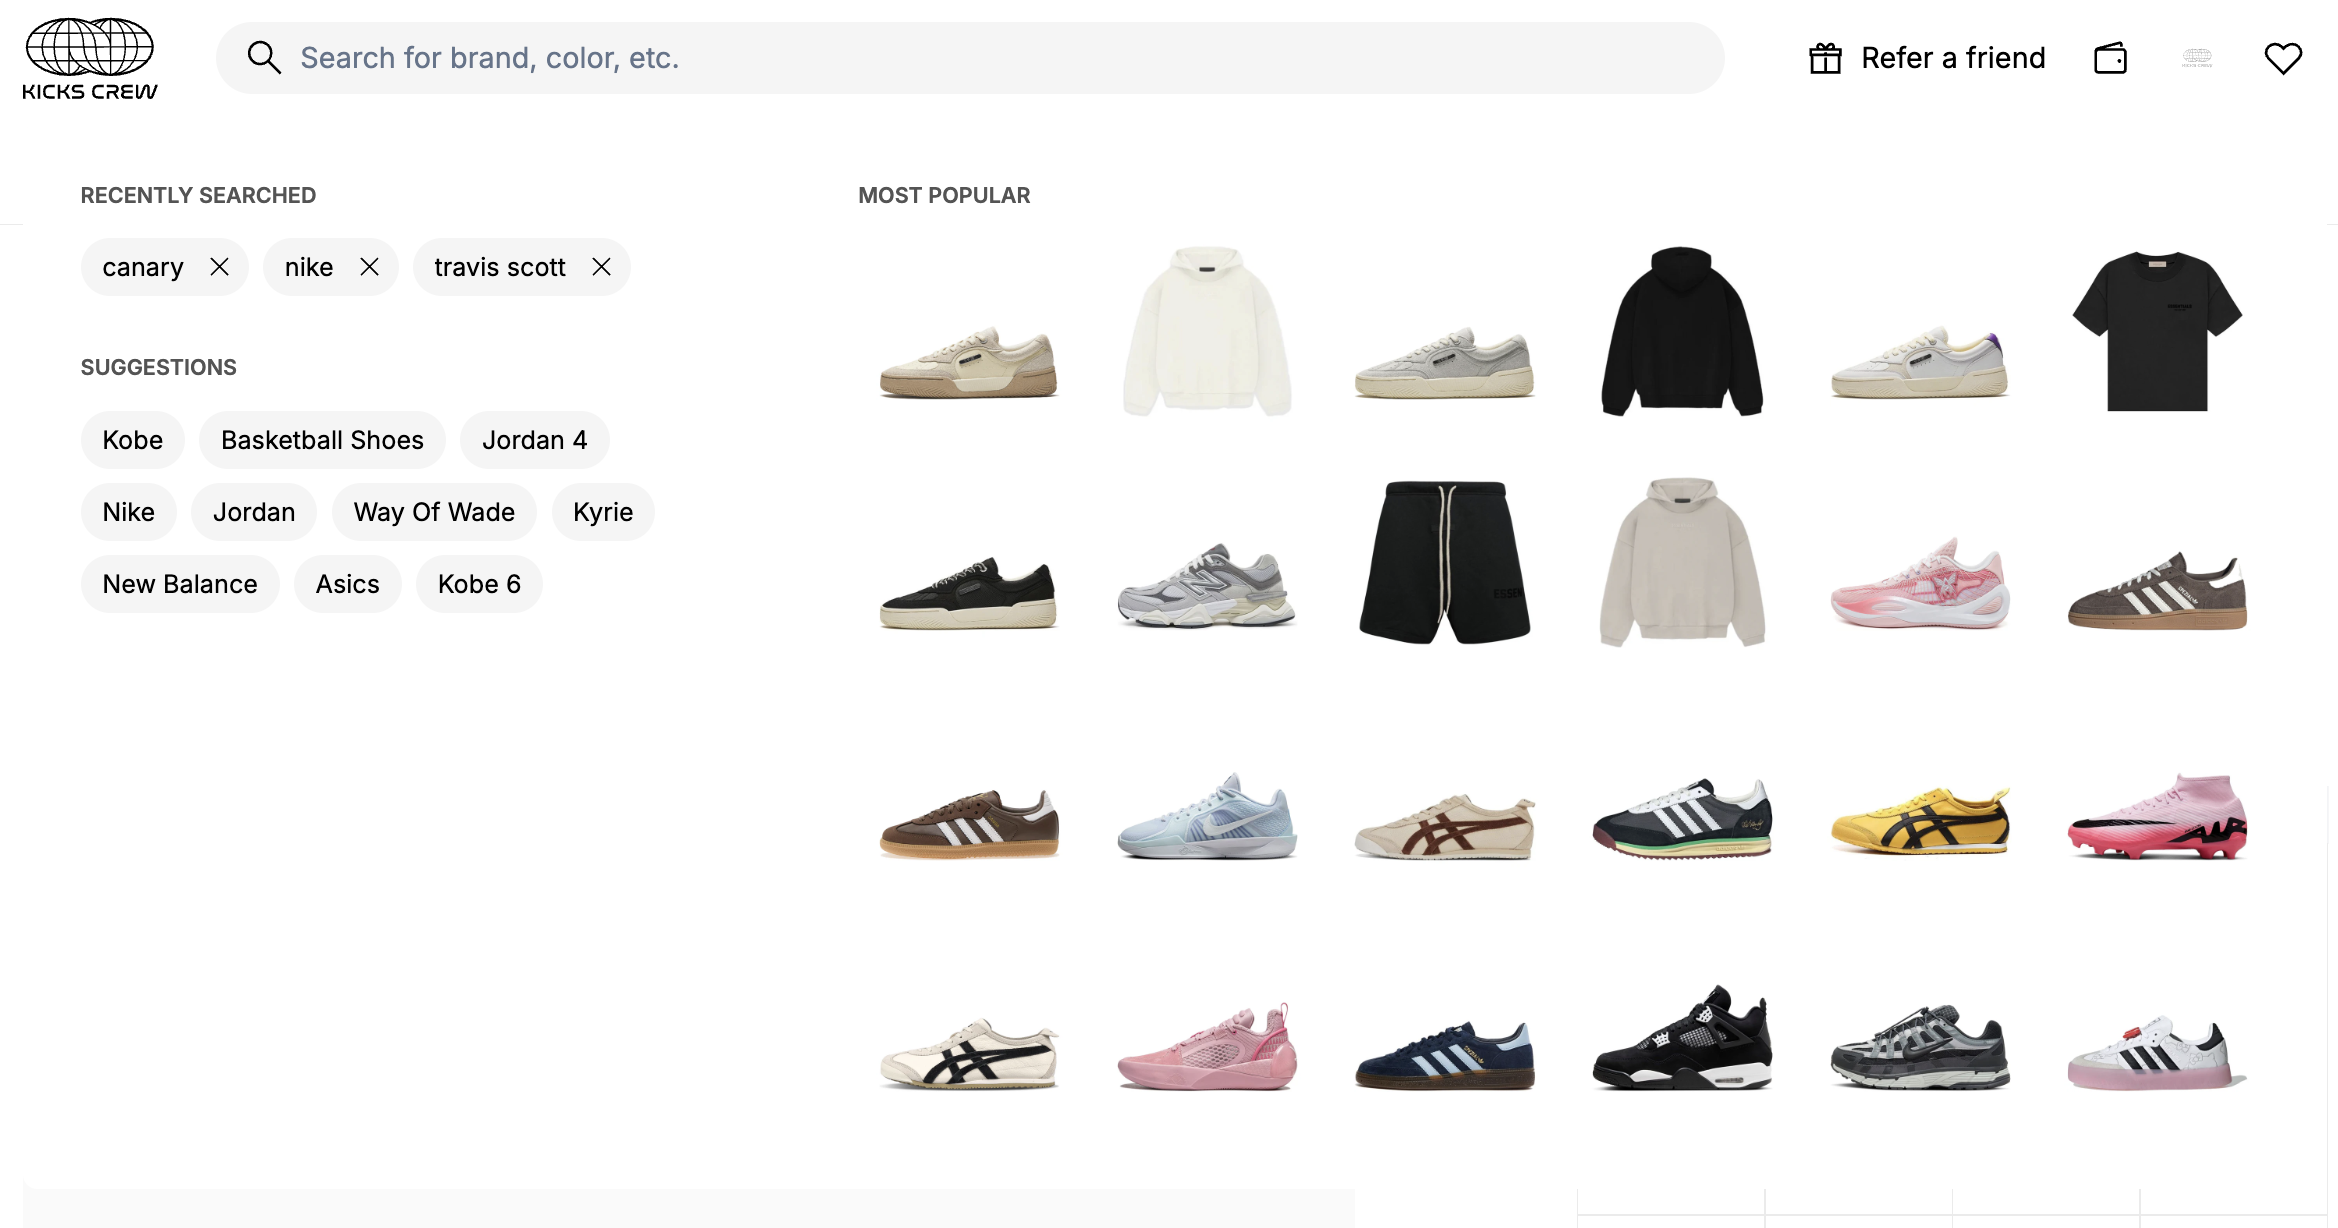 KICKS CREW
Search for brand, color, etc.
Refer a friend
RECENTLY SEARCHED
canary
nike
travis scott
SUGGESTIONS
Kobe
Basketball Shoes
Jordan 4
Nike
Jordan
Way Of Wade
Kyrie
New Balance
Asics
Kobe 6
MOST POPULAR
ESSEN